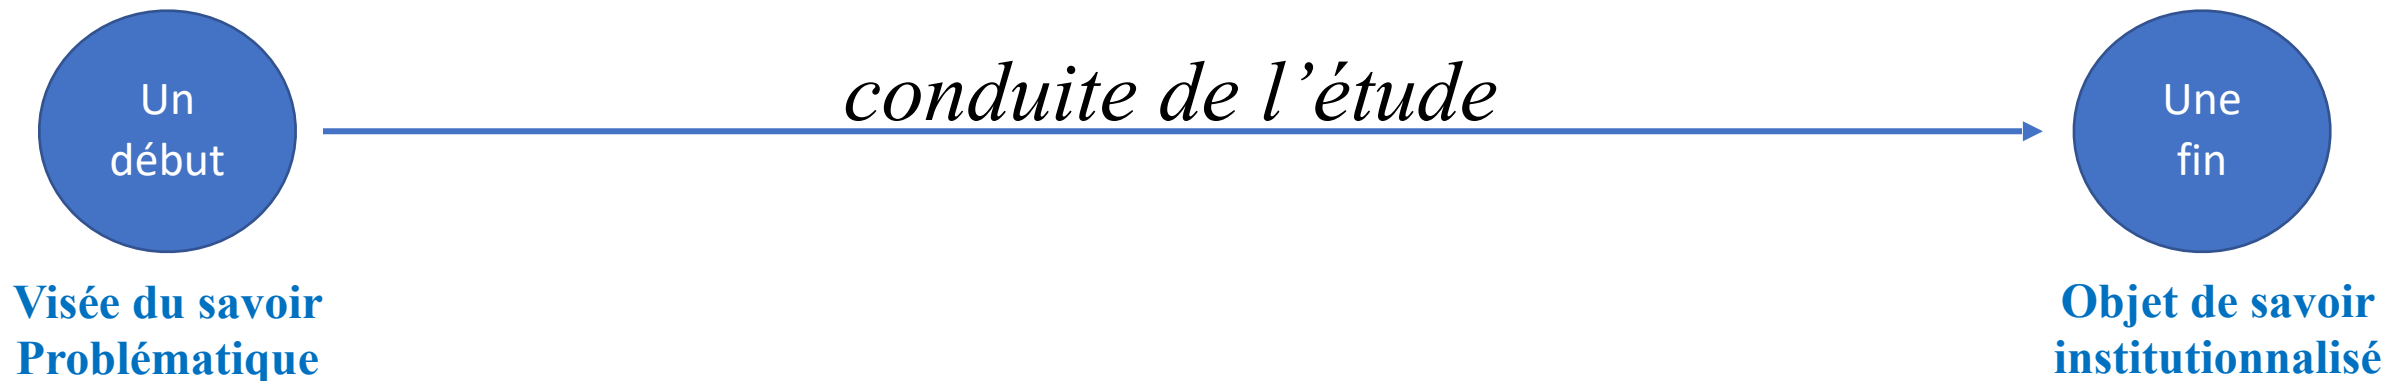 Un
début
conduite de l’étude
Une
fin
Visée du savoir
Problématique
Objet de savoir
institutionnalisé